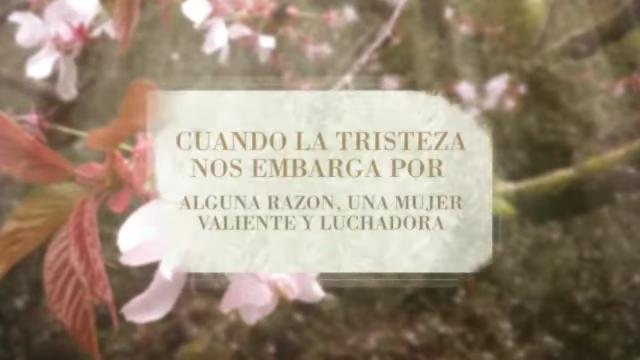 CUANDO LA TRISTEZA
NOS EMBARGA POR
ALGUNA RAZON, UNA MUJER
VALIENTE Y LUCHADORA